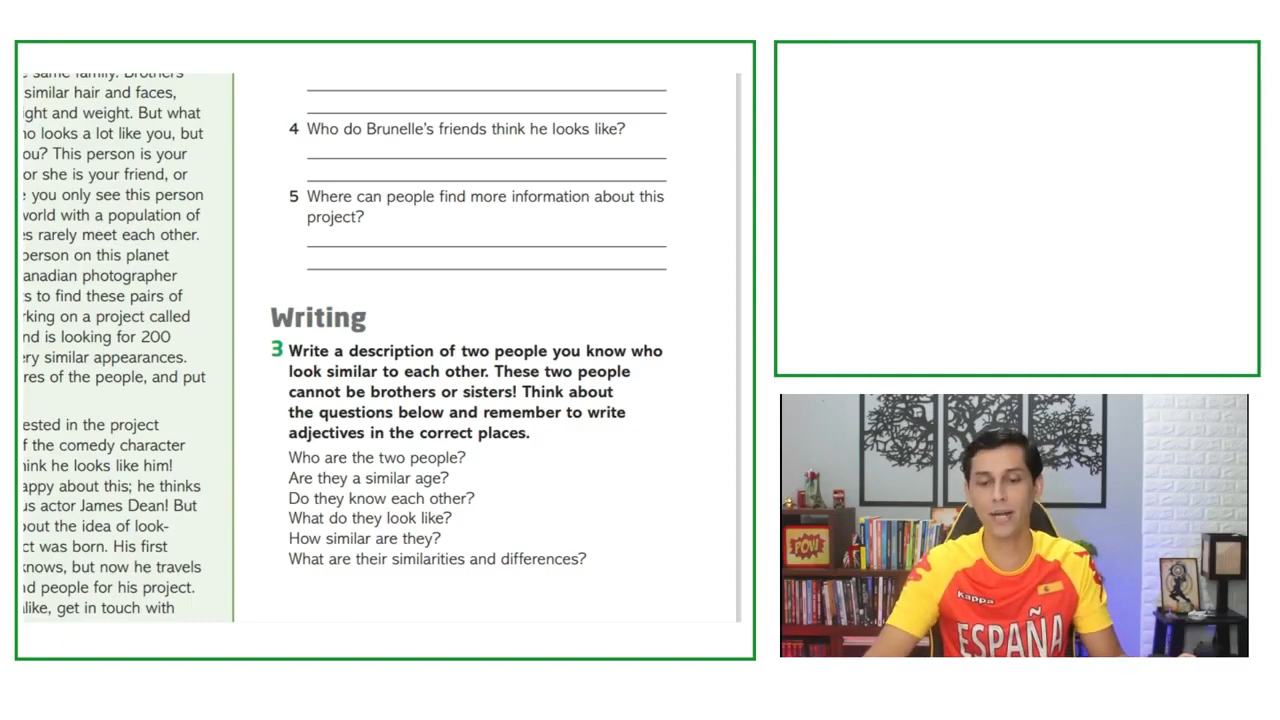 same family. Brothers
similar hair and faces,
ight and weight. But what
o looks a lot like you, but
ou? This person is your
or she is your friend, or
you only see this person
world with a population of
es rarely meet each other.
person on this planet
anadian photographer
s to find these pairs of
rking on a project called
nd is looking for 200
ery similar appearances.
res of the people, and put
ested in the project
f the comedy character
ink he looks like him!
appy about this; he thinks
us actor James Dean! But
out the idea of look-
ct was born. His first
knows, but now he travels
nd people for his project.
like, get in touch with
4 Who do Brunelle's friends think he looks like?
5 Where can people find more information about this
project?
Writing
3 Write a description of two people you know who
look similar to each other. These two people
cannot be brothers or sisters! Think about
the questions below and remember to write
adjectives in the correct places.
Who are the two people?
Are they a similar age?
Do they know each other?
What do they look like?
How similar are they?
What are their similarities and differences?
POW
Kappa
ESPAÑA